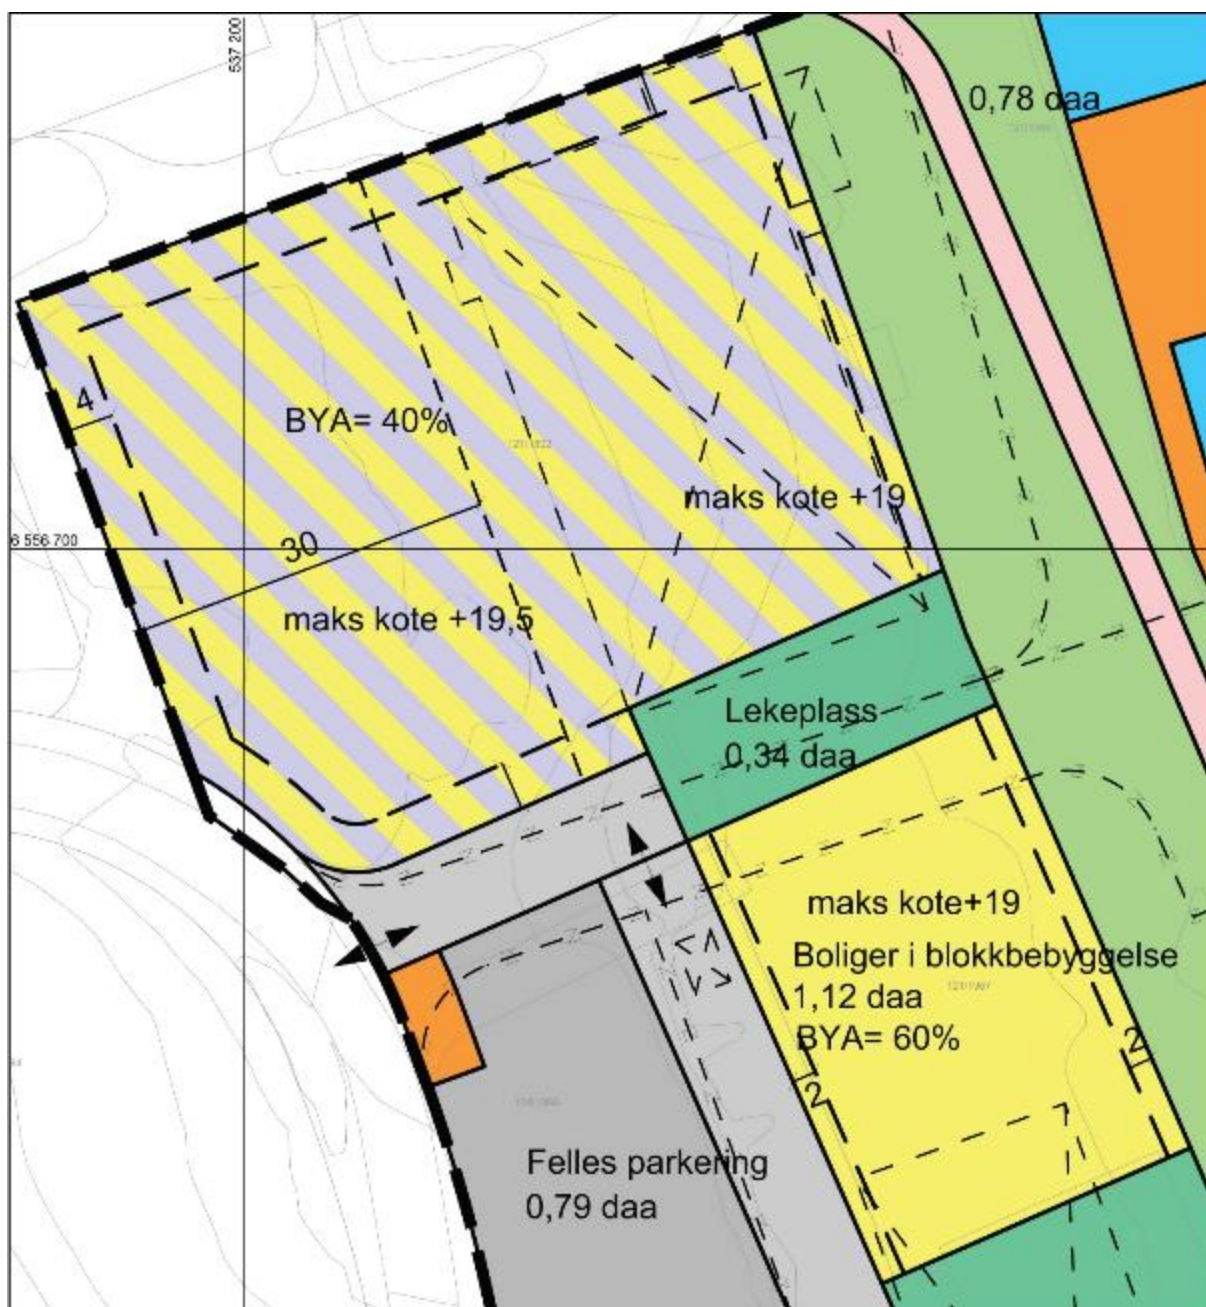 537 200
0,78 daa
4
BYA= 40%
maks kote +19
6 556 700
30
maks kote +19,5
Lekeplass
0,34 daa
maks kote+19
Boliger i blokkbebyggelse
1,12 daa
BYA= 60%
2
2
Felles parkering
0,79 daa